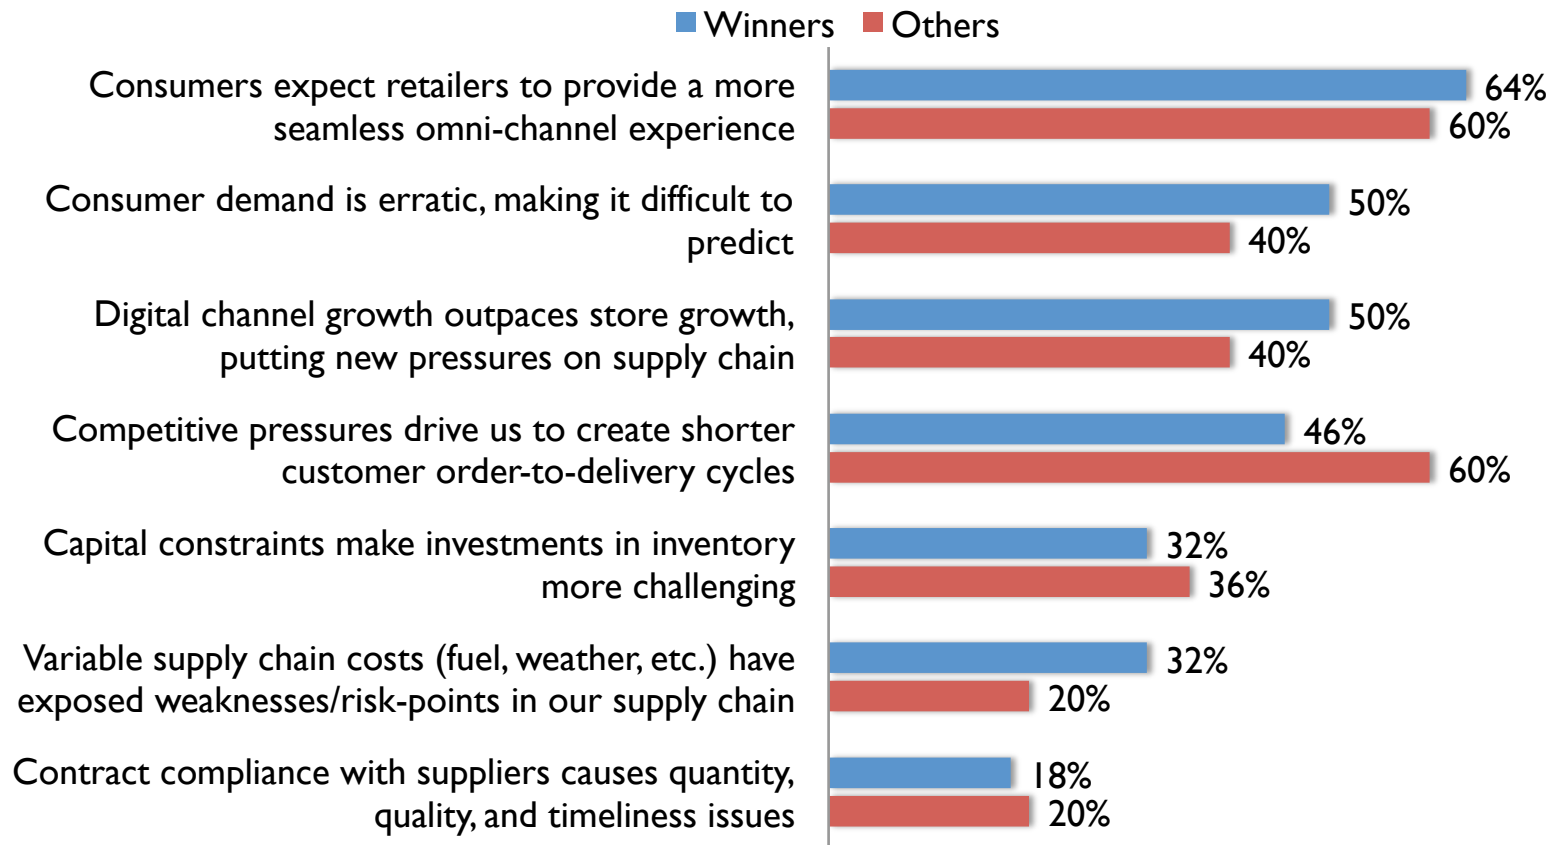 Winners Others
Consumers expect retailers to provide a more
seamless omni-channel experience
64%
60%
Consumer demand is erratic, making it difficult to
predict
50%
40%
Digital channel growth outpaces store growth,
putting new pressures on supply chain
50%
40%
Competitive pressures drive us to create shorter
customer order-to-delivery cycles
46%
60%
Capital constraints make investments in inventory
more challenging
32%
36%
Variable supply chain costs (fuel, weather, etc.) have
exposed weaknesses/risk-points in our supply chain
32%
20%
Contract compliance with suppliers causes quantity,
quality, and timeliness issues
18%
20%